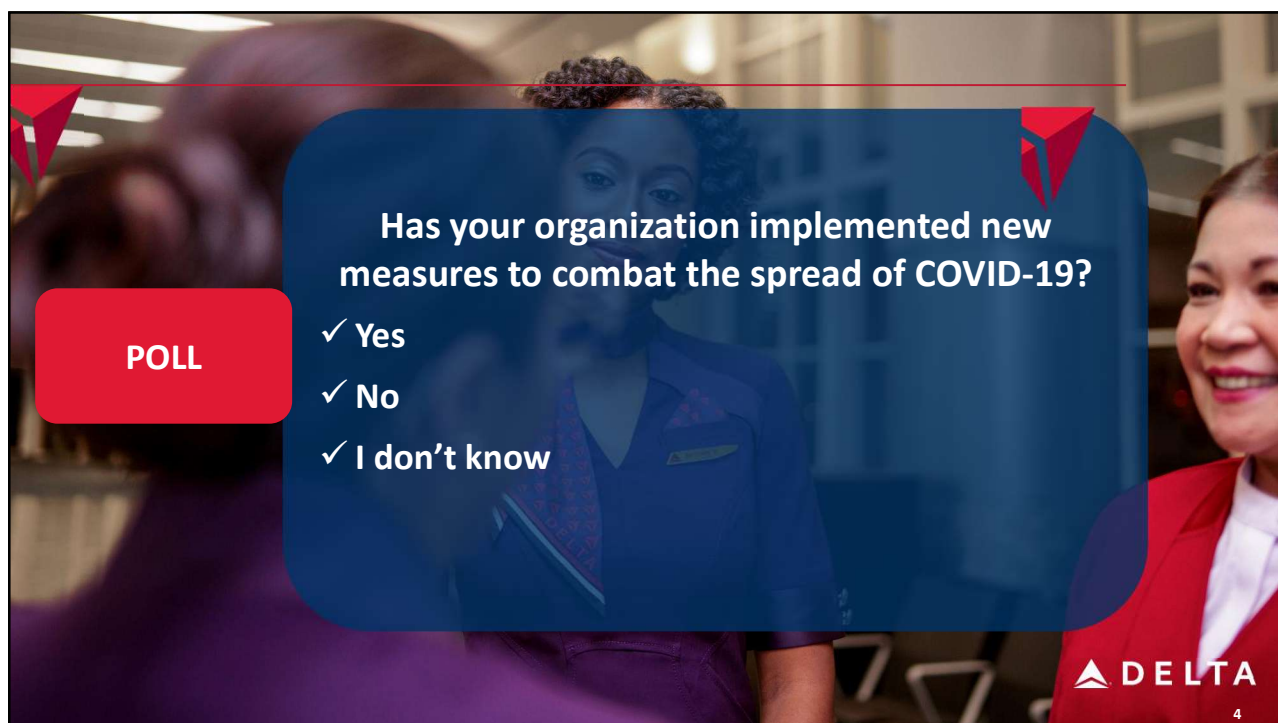 Has your organization implemented new
measures to combat the spread of COVID-19?
POLL
✓ Yes
✓ No
✓ I don’t know
DELTA
DELTA
4